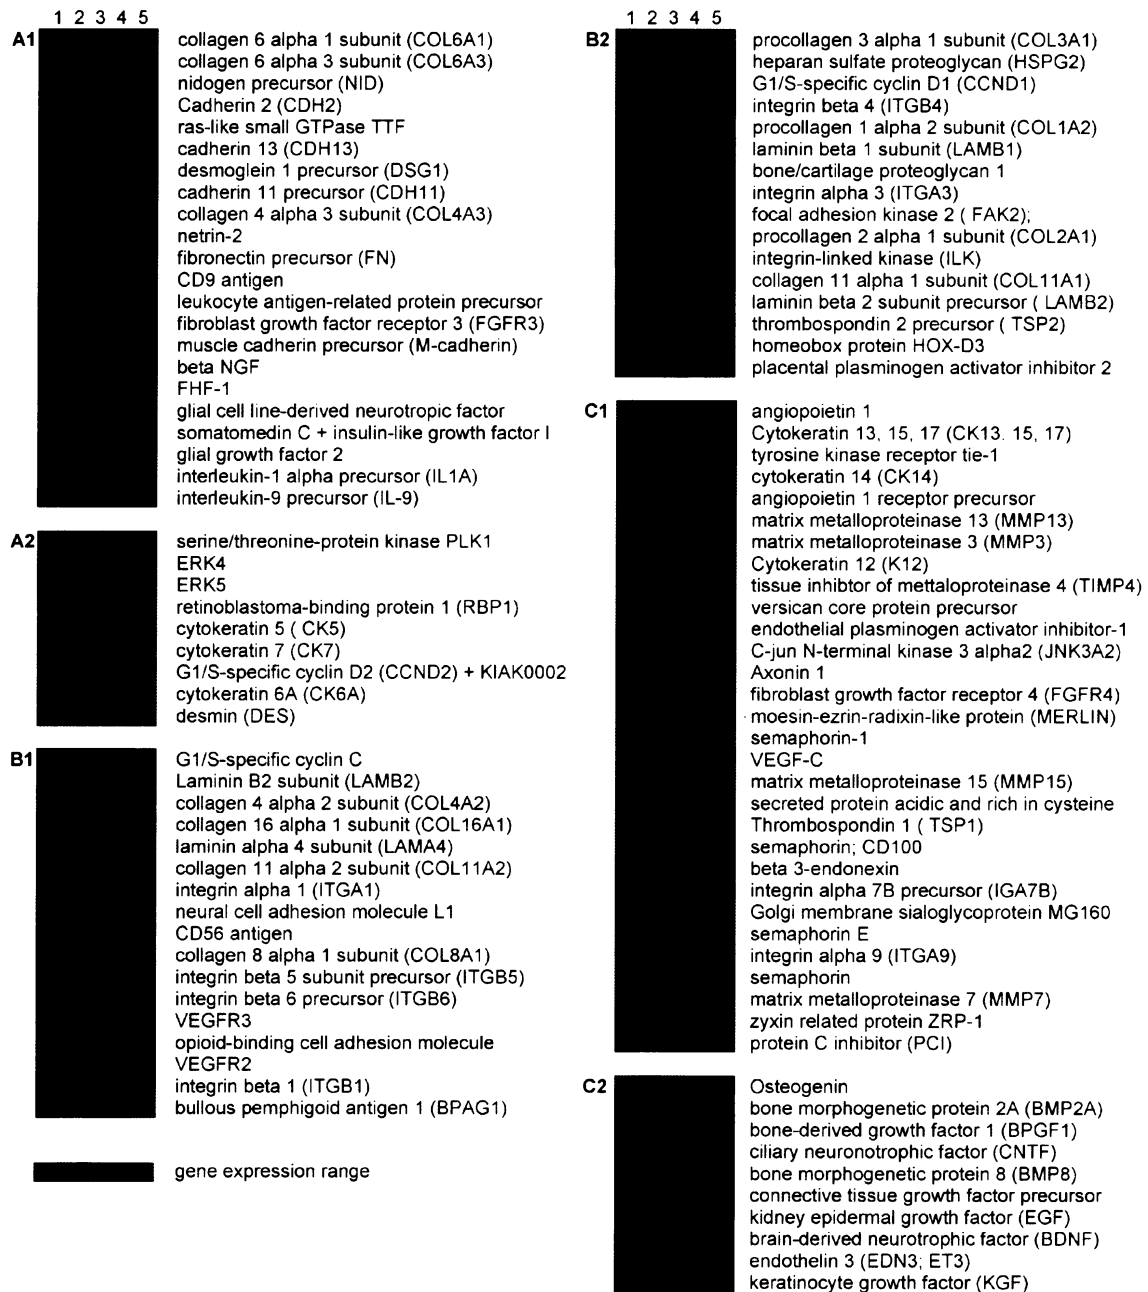 1 2 3 4 5
A1
collagen 6 alpha 1 subunit (COL6A1)
collagen 6 alpha 3 subunit (COL6A3)
nidogen precursor (NID)
Cadherin 2 (CDH2)
ras-like small GTPase TTF
cadherin 13 (CDH13)
desmoglein 1 precursor (DSG1)
cadherin 11 precursor (CDH11)
collagen 4 alpha 3 subunit (COL4A3)
netrin-2
fibronectin precursor (FN)
CD9 antigen
leukocyte antigen-related protein precursor
fibroblast growth factor receptor 3 (FGFR3)
muscle cadherin precursor (M-cadherin)
beta NGF
FHF-1
glial cell line-derived neurotropic factor
somatomedin C + insulin-like growth factor I
glial growth factor 2
interleukin-1 alpha precursor (IL1A)
interleukin-9 precursor (IL-9)
A2
serine/threonine-protein kinase PLK1
ERK4
ERK5
retinoblastoma-binding protein 1 (RBP1)
cytokeratin 5 ( CK5)
cytokeratin 7 (CK7)
G1/S-specific cyclin D2 (CCND2) + KIAK0002
cytokeratin 6A (CK6A)
desmin (DES)
B1
G1/S-specific cyclin C
Laminin B2 subunit (LAMB2)
collagen 4 alpha 2 subunit (COL4A2)
collagen 16 alpha 1 subunit (COL16A1)
laminin alpha 4 subunit (LAMA4)
collagen 11 alpha 2 subunit (COL11A2)
integrin alpha 1 (ITGA1)
neural cell adhesion molecule L1
CD56 antigen
collagen 8 alpha 1 subunit (COL8A1)
integrin beta 5 subunit precursor (ITGB5)
integrin beta 6 precursor (ITGB6)
VEGFR3
opioid-binding cell adhesion molecule
VEGFR2
integrin beta 1 (ITGB1)
bullous pemphigoid antigen 1 (BPAG1)
gene expression range
1 2 3 4 5
B2
procollagen 3 alpha 1 subunit (COL3A1)
heparan sulfate proteoglycan (HSPG2)
G1/S-specific cyclin D1 (CCND1)
integrin beta 4 (ITGB4)
procollagen 1 alpha 2 subunit (COL1A2)
laminin beta 1 subunit (LAMB1)
bone/cartilage proteoglycan 1
integrin alpha 3 (ITGA3)
focal adhesion kinase 2 ( FAK2);
procollagen 2 alpha 1 subunit (COL2A1)
integrin-linked kinase (ILK)
collagen 11 alpha 1 subunit (COL11A1)
laminin beta 2 subunit precursor ( LAMB2)
thrombospondin 2 precursor ( TSP2)
homeobox protein HOX-D3
placental plasminogen activator inhibitor 2
C1
angiopoietin 1
Cytokeratin 13, 15, 17 (CK13. 15, 17)
tyrosine kinase receptor tie-1
cytokeratin 14 (CK14)
angiopoietin 1 receptor precursor
matrix metalloproteinase 13 (MMP13)
matrix metalloproteinase 3 (MMP3)
Cytokeratin 12 (K12)
tissue inhibtor of mettaloproteinase 4 (TIMP4)
versican core protein precursor
endothelial plasminogen activator inhibitor-1
C-jun N-terminal kinase 3 alpha2 (JNK3A2)
Axonin 1
fibroblast growth factor receptor 4 (FGFR4)
moesin-ezrin-radixin-like protein (MERLIN)
semaphorin-1
VEGF-C
matrix metalloproteinase 15 (MMP15)
secreted protein acidic and rich in cysteine
Thrombospondin 1 ( TSP1)
semaphorin; CD100
beta 3-endonexin
integrin alpha 7B precursor (IGA7B)
Golgi membrane sialoglycoprotein MG160
semaphorin E
integrin alpha 9 (ITGA9)
semaphorin
matrix metalloproteinase 7 (MMP7)
zyxin related protein ZRP-1
protein C inhibitor (PCI)
C2
Osteogenin
bone morphogenetic protein 2A (BMP2A)
bone-derived growth factor 1 (BPGF1)
ciliary neuronotrophic factor (CNTF)
bone morphogenetic protein 8 (BMP8)
connective tissue growth factor precursor
kidney epidermal growth factor (EGF)
brain-derived neurotrophic factor (BDNF)
endothelin 3 (EDN3; ET3)
keratinocyte growth factor (KGF)